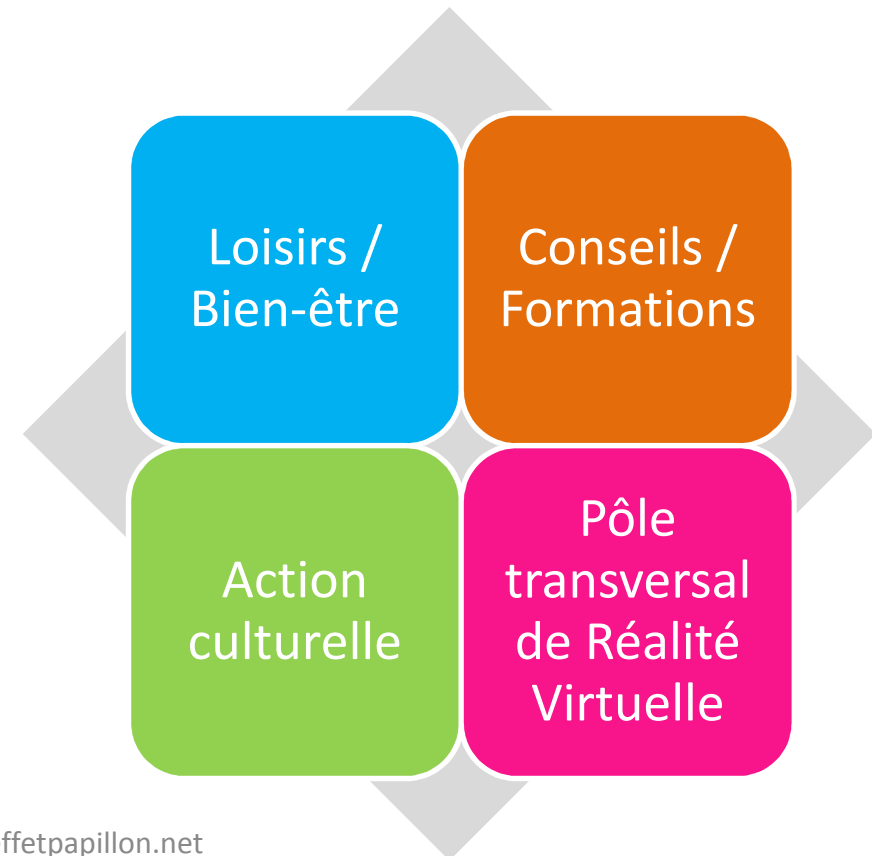 Loisirs /
Bien-être
Conseils /
Formations
Action
culturelle
Pôle
transversal
de Réalité
Virtuelle
ffetpapillon.net